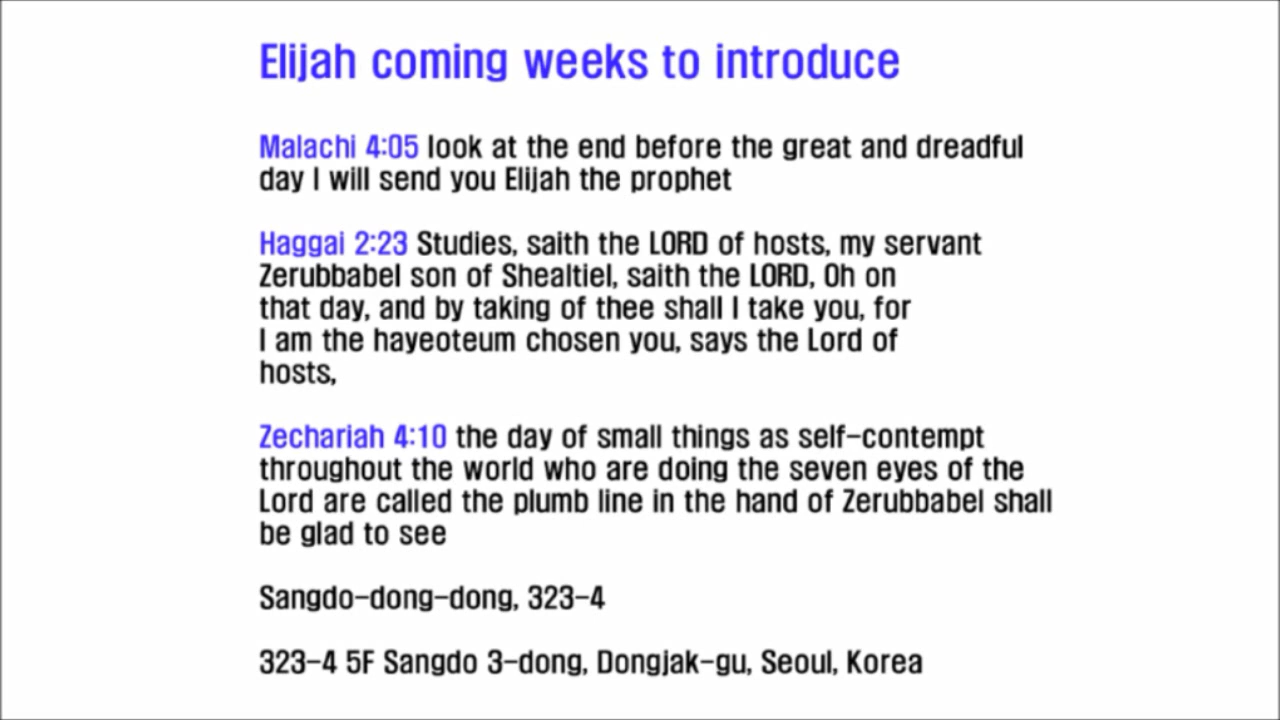 Elijah coming weeks to introduce
Malachi 4:05 look at the end before the great and dreadful
day I will send you Elijah the prophet
Haggai 2:23 Studies, saith the LORD of hosts, my servant
Zerubbabel son of Shealtiel, saith the LORD, Oh on
that day, and by taking of thee shall I take you, for
I am the hayeoteum chosen you, says the Lord of
hosts,
Zechariah 4:10 the day of small things as self-contempt
throughout the world who are doing the seven eyes of the
Lord are called the plumb line in the hand of Zerubbabel shall
be glad to see
Sangdo-dong-dong, 323-4
323-4 5F Sangdo 3-dong, Dongjak-gu, Seoul, Korea